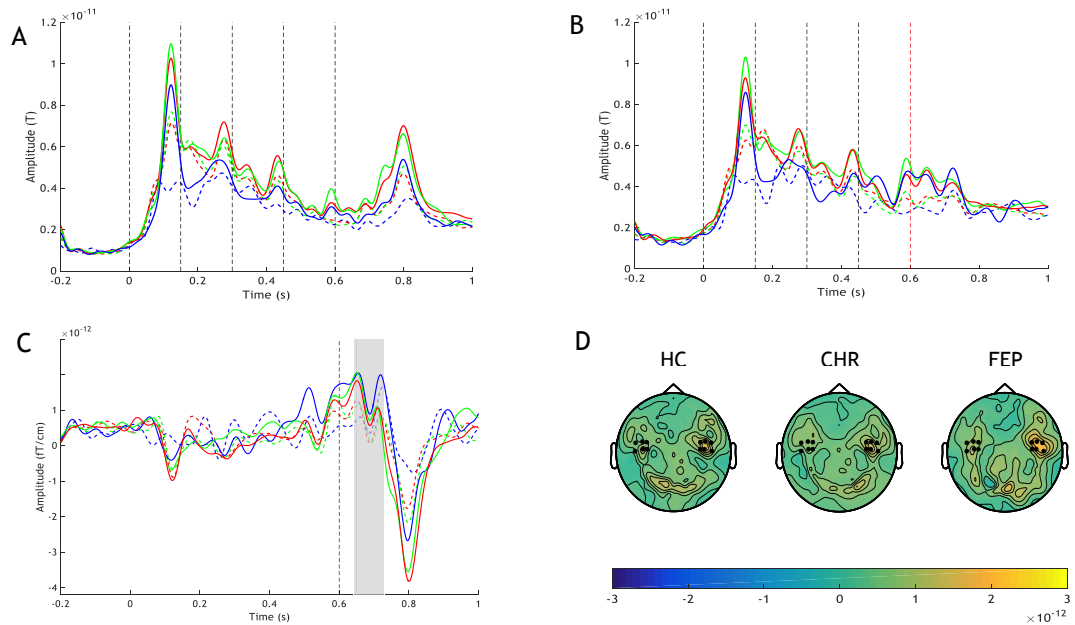 A
×10⁻¹¹
1.2
1
0.8
0.6
0.4
0.2
0
Amplitude (T)
-0.2 0 0.2 0.4 0.6 0.8 1
Time (s)
B
×10⁻¹¹
1.2
1
0.8
0.6
0.4
0.2
0
Amplitude (T)
-0.2 0 0.2 0.4 0.6 0.8 1
Time (s)
C
×10⁻¹²
1
0
-1
-2
-3
-4
Amplitude (fT/cm)
-0.2 0 0.2 0.4 0.6 0.8 1
Time (s)
D
HC CHR FEP
-3 -2 -1 0 1 2 3
×10⁻¹²